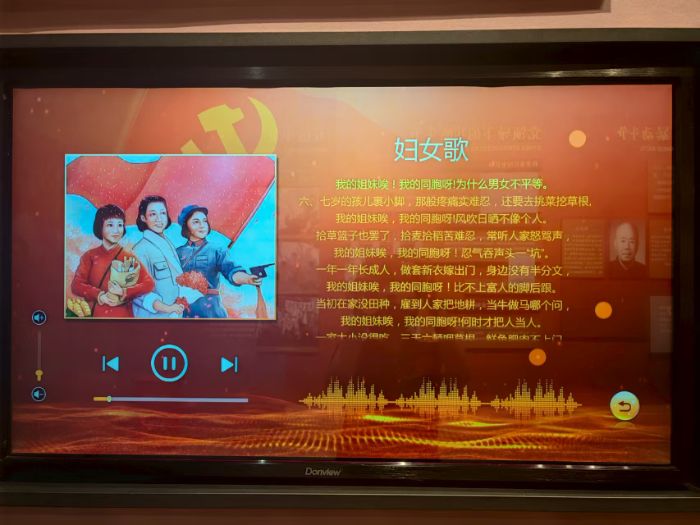 妇女歌
我的姐妹唉！我的同胞呀!为什么男女不平等。
六、七岁的孩儿裹小脚，那般疼痛实难忍，还要去挑菜挖草根,
我的姐妹唉，我的同胞呀!风吹日晒不像个人。
拾草篮子也罢了，拾麦拾稻苦难忍，常听人家怒骂声，
我的姐妹唉，我的同胞呀！忍气吞声头一"坑"。
一年一年长成人，做套新衣嫁出门，身边没有半分文，
我的姐妹唉，我的同胞呀！比不上富人的脚后跟。
当初在家没田种，雇到人家把地耕，当牛做马哪个问，
我的姐妹唉，我的同胞呀!何时才把人当人。
Donview